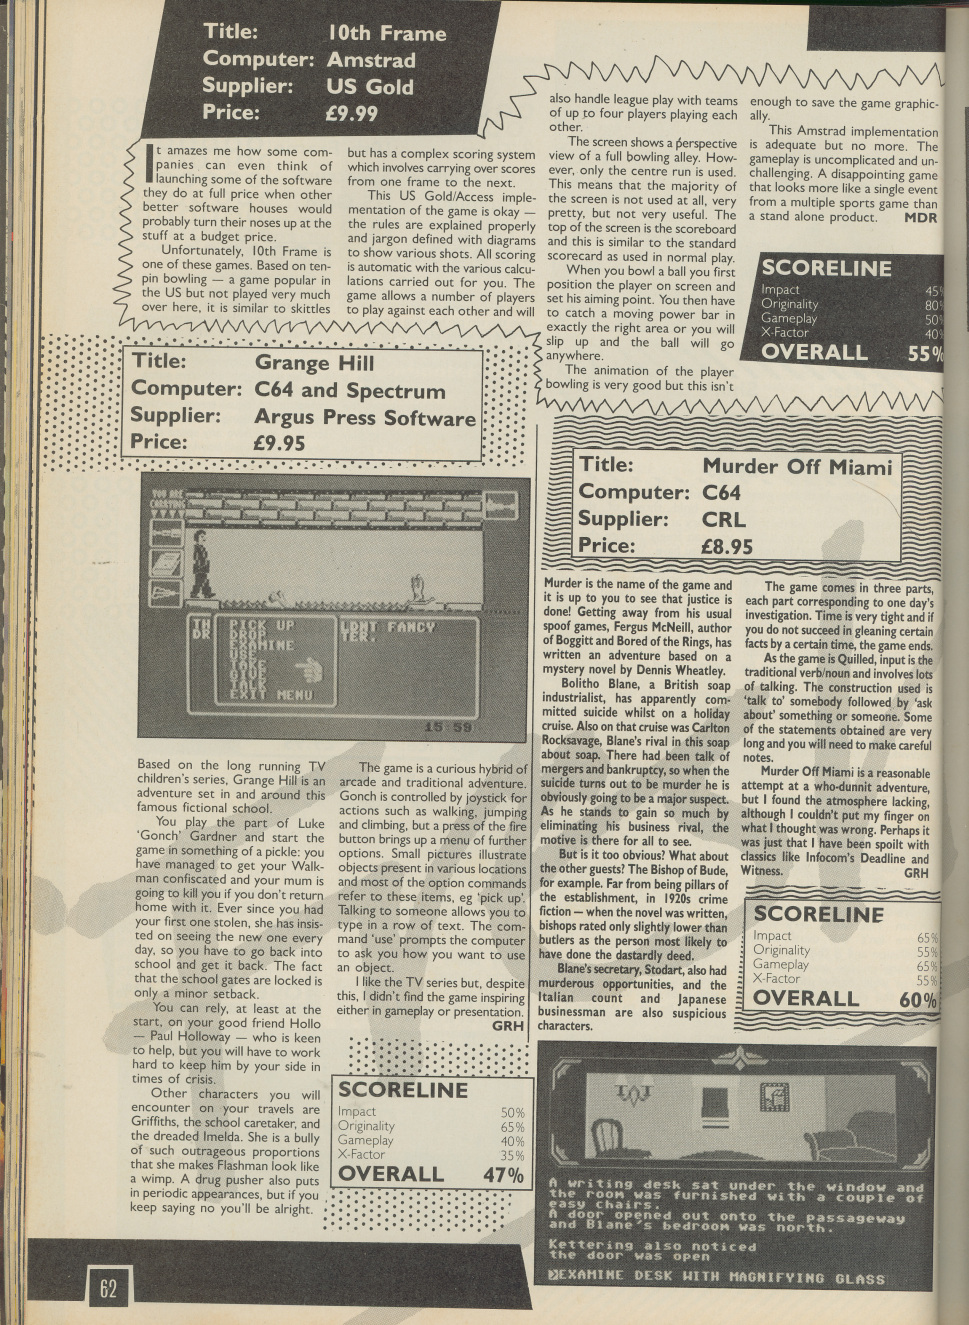 Title: 10th Frame
Computer: Amstrad
Supplier: US Gold
Price: £9.99
It amazes me how some com-
panies can even think of
launching some of the software
they do at full price when other
better software houses would
probably turn their noses up at the
stuff at a budget price.
Unfortunately, 10th Frame is
one of these games. Based on ten-
pin bowling — a game popular in
the US but not played very much
over here, it is similar to skittles
but has a complex scoring system
which involves carrying over scores
from one frame to the next.
This US Gold/Access imple-
mentation of the game is okay —
the rules are explained properly
and jargon defined with diagrams
to show various shots. All scoring
is automatic with the various calcu-
lations carried out for you. The
game allows a number of players
to play against each other and will
also handle league play with teams
of up to four players playing each
other.
The screen shows a perspective
view of a full bowling alley. How-
ever, only the centre run is used.
This means that the majority of
the screen is not used at all, very
pretty, but not very useful. The
top of the screen is the scoreboard
and this is similar to the standard
scorecard as used in normal play.
When you bowl a ball you first
position the player on screen and
set his aiming point. You then have
to catch a moving power bar in
exactly the right area or you will
slip up and the ball will go
anywhere.
The animation of the player
bowling is very good but this isn't
enough to save the game graphic-
ally.
This Amstrad implementation
is adequate but no more. The
gameplay is uncomplicated and un-
challenging. A disappointing game
that looks more like a single event
from a multiple sports game than
a stand alone product. MDR
SCORELINE
Impact 45%
Originality 80%
Gameplay 50%
X-Factor 40%
OVERALL 55%
Title: Grange Hill
Computer: C64 and Spectrum
Supplier: Argus Press Software
Price: £9.95
YOU ARE
CARRYING
TH
DR
PICK UP
DROP
EXAMINE
USE
TAKE
GIVE
TALK
EXIT MENU
LDNT FANCY
TER.
15:59
Based on the long running TV
children's series, Grange Hill is an
adventure set in and around this
famous fictional school.
You play the part of Luke
'Gonch' Gardner and start the
game in something of a pickle: you
have managed to get your Walk-
man confiscated and your mum is
going to kill you if you don't return
home with it. Ever since you had
your first one stolen, she has insis-
ted on seeing the new one every
day, so you have to go back into
school and get it back. The fact
that the school gates are locked is
only a minor setback.
You can rely, at least at the
start, on your good friend Hollo
— Paul Holloway — who is keen
to help, but you will have to work
hard to keep him by your side in
times of crisis.
Other characters you will
encounter on your travels are
Griffiths, the school caretaker, and
the dreaded Imelda. She is a bully
of such outrageous proportions
that she makes Flashman look like
a wimp. A drug pusher also puts
in periodic appearances, but if you
keep saying no you'll be alright.
The game is a curious hybrid of
arcade and traditional adventure.
Gonch is controlled by joystick for
actions such as walking, jumping
and climbing, but a press of the fire
button brings up a menu of further
options. Small pictures illustrate
objects present in various locations
and most of the option commands
refer to these items, eg 'pick up'.
Talking to someone allows you to
type in a row of text. The com-
mand 'use' prompts the computer
to ask you how you want to use
an object.
I like the TV series but, despite
this, I didn't find the game inspiring
either in gameplay or presentation.
GRH
SCORELINE
Impact 50%
Originality 65%
Gameplay 40%
X-Factor 35%
OVERALL 47%
Title: Murder Off Miami
Computer: C64
Supplier: CRL
Price: £8.95
Murder is the name of the game and
it is up to you to see that justice is
done! Getting away from his usual
spoof games, Fergus McNeill, author
of Boggitt and Bored of the Rings, has
written an adventure based on a
mystery novel by Dennis Wheatley.
Bolitho Blane, a British soap
industrialist, has apparently com-
mitted suicide whilst on a holiday
cruise. Also on that cruise was Carlton
Rocksavage, Blane's rival in this soap
about soap. There had been talk of
mergers and bankruptcy, so when the
suicide turns out to be murder he is
obviously going to be a major suspect.
As he stands to gain so much by
eliminating his business rival, the
motive is there for all to see.
But is it too obvious? What about
the other guests? The Bishop of Bude,
for example. Far from being pillars of
the establishment, in 1920s crime
fiction — when the novel was written,
bishops rated only slightly lower than
butlers as the person most likely to
have done the dastardly deed.
Blane's secretary, Stodart, also had
murderous opportunities, and the
Italian count and Japanese
businessman are also suspicious
characters.
The game comes in three parts,
each part corresponding to one day's
investigation. Time is very tight and if
you do not succeed in gleaning certain
facts by a certain time, the game ends.
As the game is Quilled, input is the
traditional verb/noun and involves lots
of talking. The construction used is
'talk to' somebody followed by 'ask
about' something or someone. Some
of the statements obtained are very
long and you will need to make careful
notes.
Murder Off Miami is a reasonable
attempt at a who-dunnit adventure,
but I found the atmosphere lacking,
although I couldn't put my finger on
what I thought was wrong. Perhaps it
was just that I have been spoilt with
classics like Infocom's Deadline and
Witness. GRH
SCORELINE
Impact 65%
Originality 55%
Gameplay 65%
X-Factor 55%
OVERALL 60%
A writing desk sat under the window and
the room was furnished with a couple of
easy chairs.
A door opened out onto the passageway
and Blane's bedroom was north.
Kettering also noticed
the door was open
EXAMINE DESK WITH MAGNIFYING GLASS
62